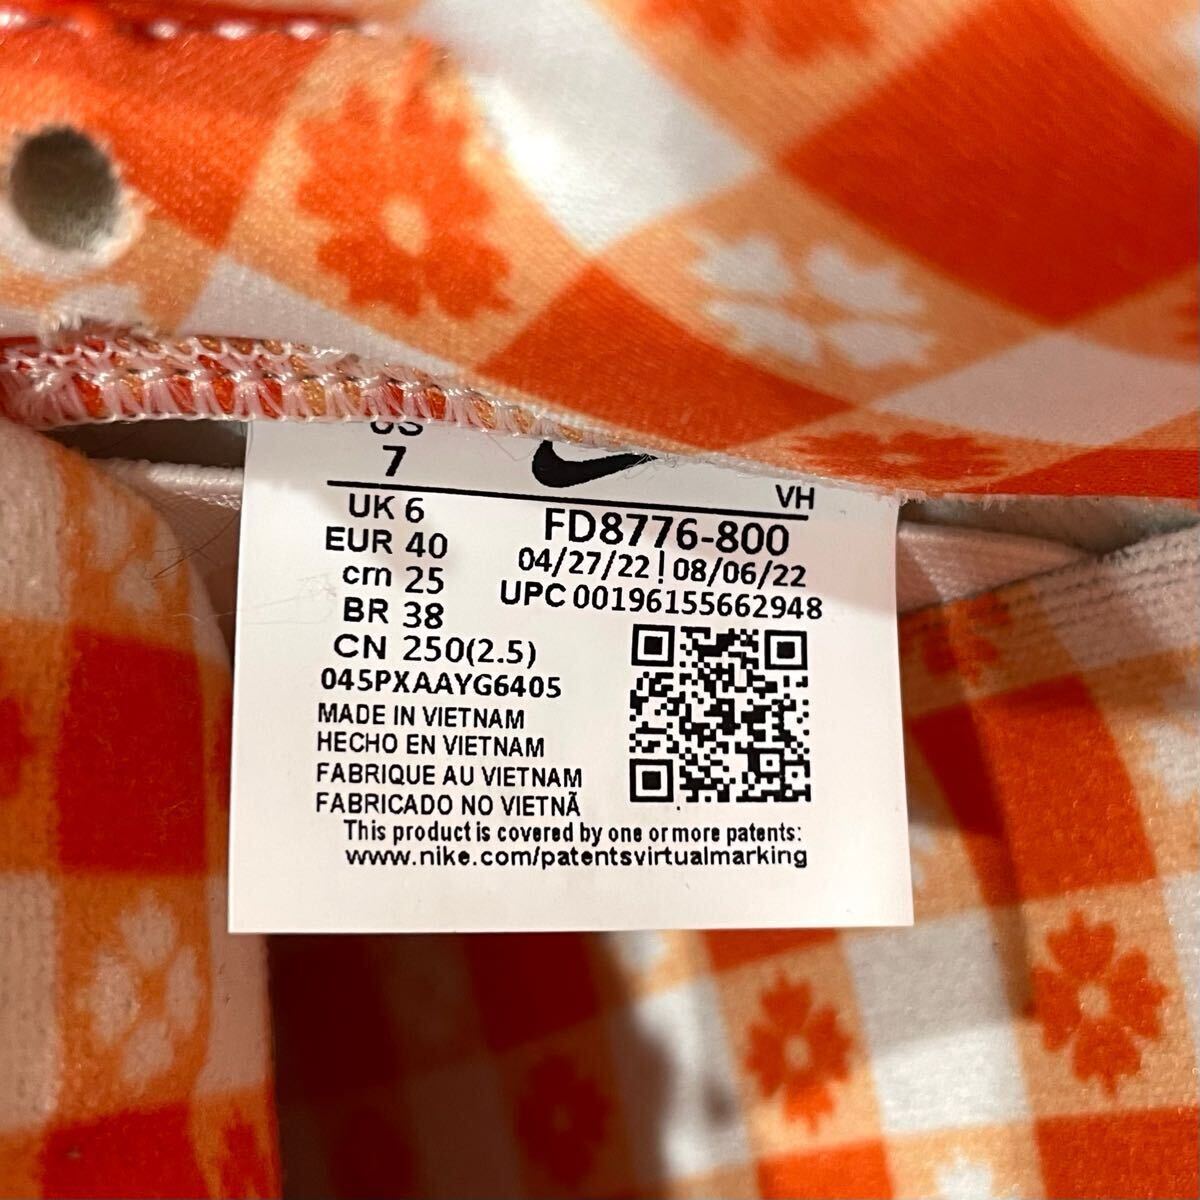 US
7
VH
UK 6
FD8776-800
EUR 40
04/27/22 | 08/06/22
cm 25
UPC 00196155662948
BR 38
CN 250(2.5)
045PXAAYG6405
MADE IN VIETNAM
HECHO EN VIETNAM
FABRIQUE AU VIETNAM
FABRICADO NO VIETNÃ
This product is covered by one or more patents:
www.nike.com/patentsvirtualmarking